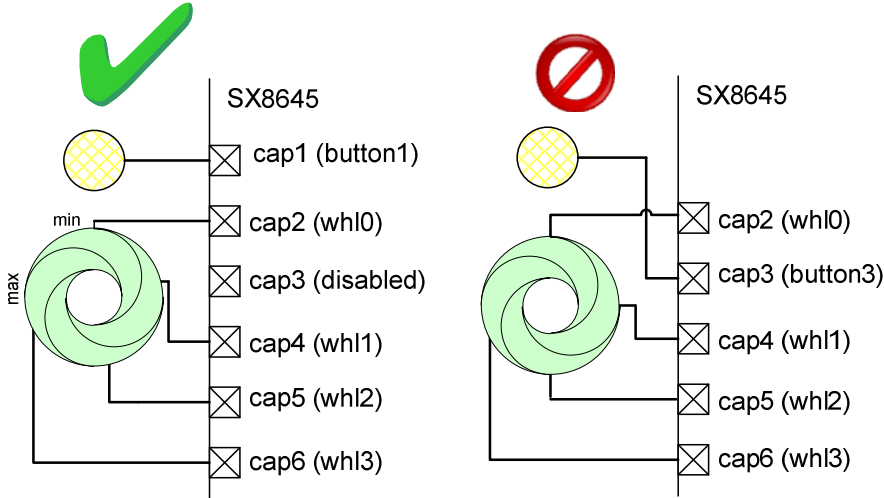 SX8645
cap1 (button1)
min
cap2 (whl0)
max
cap3 (disabled)
cap4 (whl1)
cap5 (whl2)
cap6 (whl3)
SX8645
cap2 (whl0)
cap3 (button3)
cap4 (whl1)
cap5 (whl2)
cap6 (whl3)